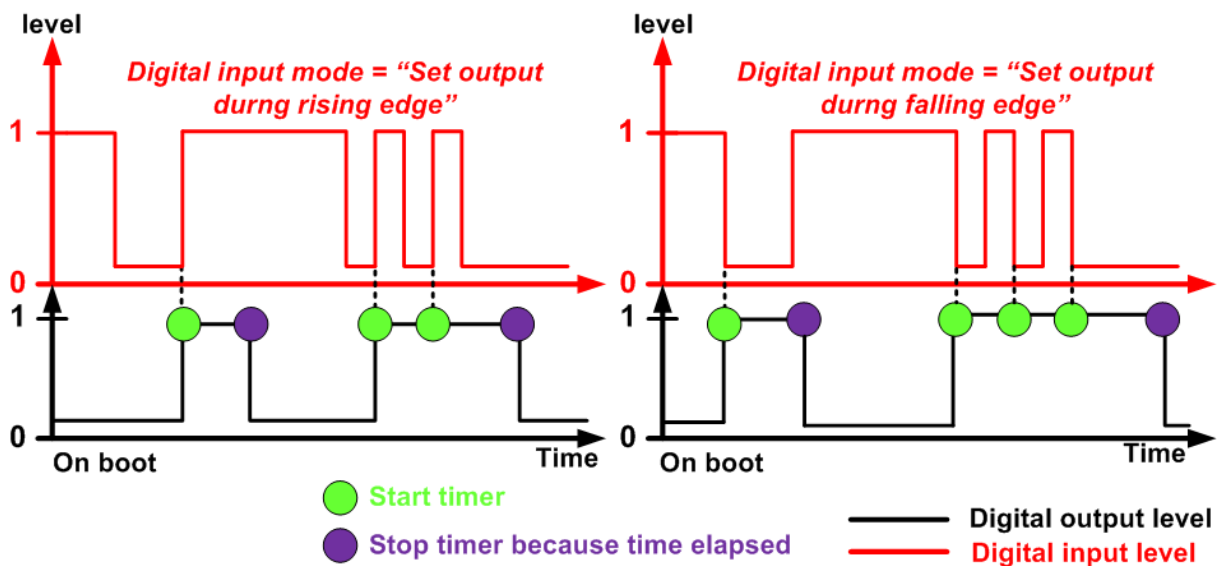 level
Digital input mode = “Set output
durng rising edge”
1
0
1
0
On boot
Time
level
Digital input mode = “Set output
durng falling edge”
1
0
1
0
On boot
Time
Start timer
Stop timer because time elapsed
Digital output level
Digital input level